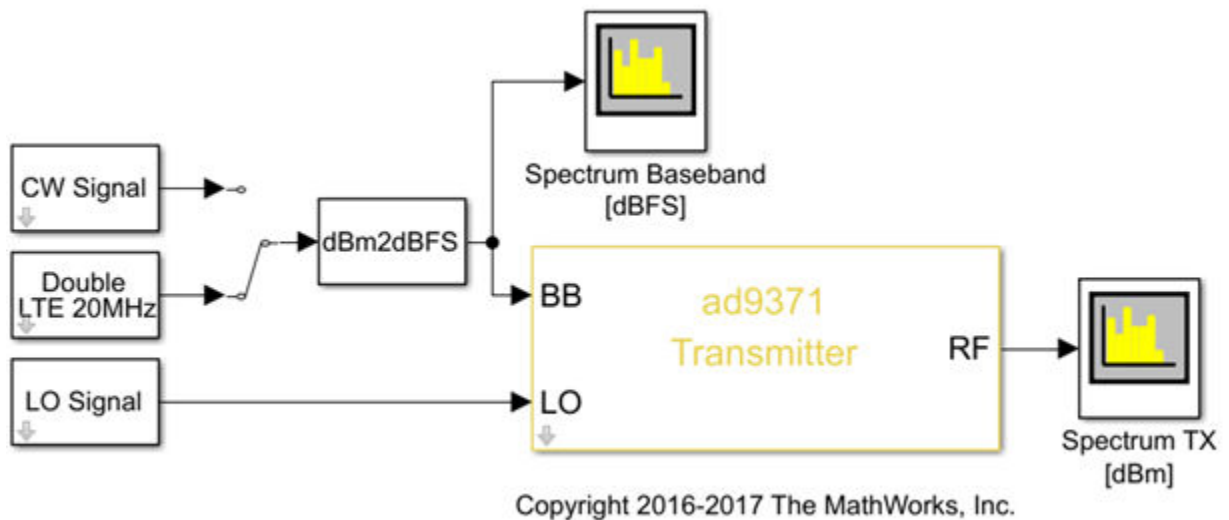 CW Signal
Double
LTE 20MHz
LO Signal
dBm2dBFS
Spectrum Baseband
[dBFS]
BB
LO
ad9371
Transmitter
RF
Spectrum TX
[dBm]
Copyright 2016-2017 The MathWorks, Inc.